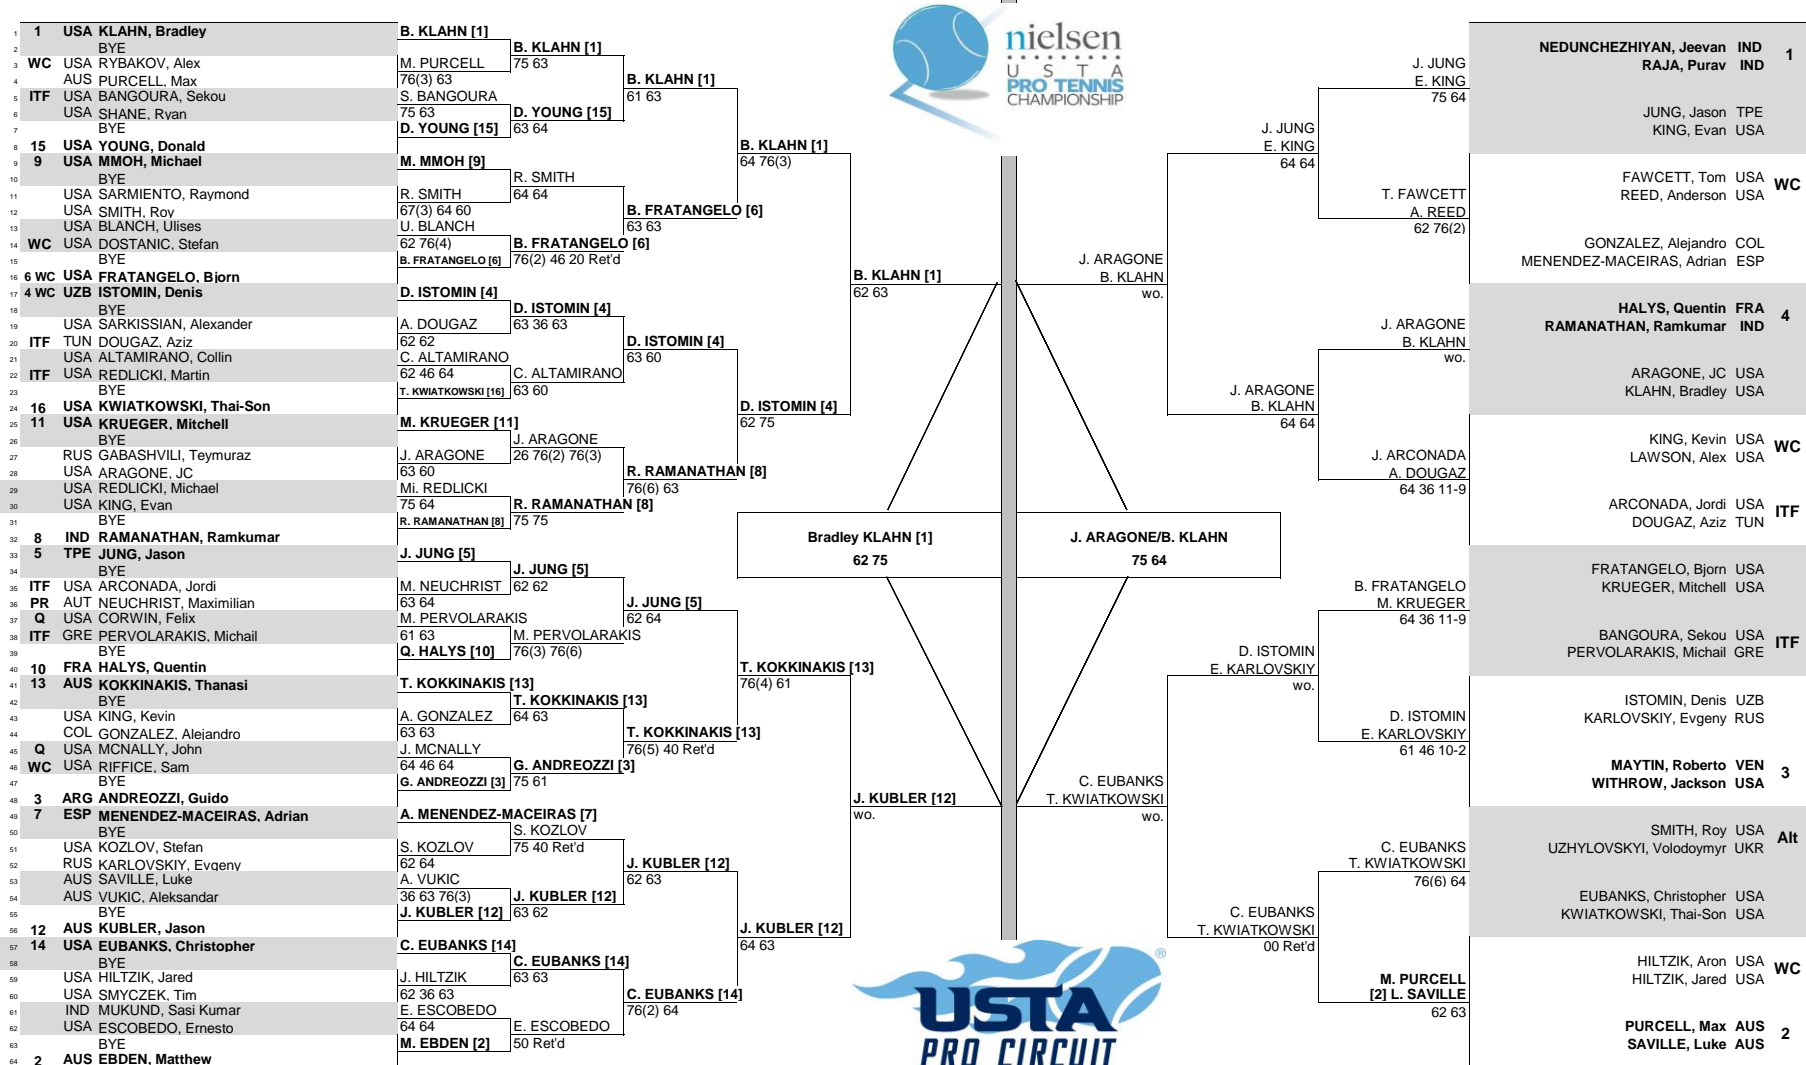 1 1 USA KLAHN, Bradley
2 BYE
3 WC USA RYBAKOV, Alex
4 AUS PURCELL, Max
5 ITF USA BANGOURA, Sekou
6 USA SHANE, Ryan
7 BYE
8 15 USA YOUNG, Donald
9 9 USA MMOH, Michael
10 BYE
11 USA SARMIENTO, Raymond
12 USA SMITH, Roy
13 USA BLANCH, Ulises
14 WC USA DOSTANIC, Stefan
15 BYE
16 6 WC USA FRATANGELO, Bjorn
17 4 WC UZB ISTOMIN, Denis
18 BYE
19 USA SARKISSIAN, Alexander
20 ITF TUN DOUGAZ, Aziz
21 USA ALTAMIRANO, Collin
22 ITF USA REDLICKI, Martin
23 BYE
24 16 USA KWIATKOWSKI, Thai-Son
25 11 USA KRUEGER, Mitchell
26 BYE
27 RUS GABASHVILI, Teymuraz
28 USA ARAGONE, JC
29 USA REDLICKI, Michael
30 USA KING, Evan
31 BYE
32 8 IND RAMANATHAN, Ramkumar
33 5 TPE JUNG, Jason
34 BYE
35 ITF USA ARCONADA, Jordi
36 PR AUT NEUCHRIST, Maximilian
37 Q USA CORWIN, Felix
38 ITF GRE PERVOLARAKIS, Michail
39 BYE
40 10 FRA HALYS, Quentin
41 13 AUS KOKKINAKIS, Thanasi
42 BYE
43 USA KING, Kevin
44 COL GONZALEZ, Alejandro
45 Q USA MCNALLY, John
46 WC USA RIFFICE, Sam
47 BYE
48 3 ARG ANDREOZZI, Guido
49 7 ESP MENENDEZ-MACEIRAS, Adrian
50 BYE
51 USA KOZLOV, Stefan
52 RUS KARLOVSKIY, Evgeny
53 AUS SAVILLE, Luke
54 AUS VUKIC, Aleksandar
55 BYE
56 12 AUS KUBLER, Jason
57 14 USA EUBANKS, Christopher
58 BYE
59 USA HILTZIK, Jared
60 USA SMYCZEK, Tim
61 IND MUKUND, Sasi Kumar
62 USA ESCOBEDO, Ernesto
63 BYE
64 2 AUS EBDEN, Matthew
B. KLAHN [1]
M. PURCELL
76(3) 63
S. BANGOURA
75 63
D. YOUNG [15]
M. MMOH [9]
R. SMITH
67(3) 64 60
U. BLANCH
62 76(4)
B. FRATANGELO [6]
D. ISTOMIN [4]
A. DOUGAZ
62 62
C. ALTAMIRANO
62 46 64
T. KWIATKOWSKI [16]
M. KRUEGER [11]
J. ARAGONE
63 60
Mi. REDLICKI
75 64
R. RAMANATHAN [8]
J. JUNG [5]
M. NEUCHRIST
63 64
M. PERVOLARAKIS
61 63
Q. HALYS [10]
T. KOKKINAKIS [13]
A. GONZALEZ
63 63
J. MCNALLY
64 46 64
G. ANDREOZZI [3]
A. MENENDEZ-MACEIRAS [7]
S. KOZLOV
62 64
A. VUKIC
36 63 76(3)
J. KUBLER [12]
C. EUBANKS [14]
J. HILTZIK
62 36 63
E. ESCOBEDO
64 64
M. EBDEN [2]
B. KLAHN [1]
75 63
D. YOUNG [15]
63 64
R. SMITH
64 64
B. FRATANGELO [6]
76(2) 46 20 Ret'd
D. ISTOMIN [4]
63 36 63
C. ALTAMIRANO
63 60
J. ARAGONE
26 76(2) 76(3)
R. RAMANATHAN [8]
75 75
J. JUNG [5]
62 62
M. PERVOLARAKIS
76(3) 76(6)
T. KOKKINAKIS [13]
64 63
G. ANDREOZZI [3]
75 61
S. KOZLOV
75 40 Ret'd
J. KUBLER [12]
63 62
C. EUBANKS [14]
63 63
E. ESCOBEDO
50 Ret'd
B. KLAHN [1]
61 63
B. FRATANGELO [6]
63 63
D. ISTOMIN [4]
63 60
R. RAMANATHAN [8]
76(6) 63
J. JUNG [5]
62 64
T. KOKKINAKIS [13]
76(5) 40 Ret'd
J. KUBLER [12]
62 63
C. EUBANKS [14]
76(2) 64
B. KLAHN [1]
64 76(3)
D. ISTOMIN [4]
62 75
T. KOKKINAKIS [13]
76(4) 61
J. KUBLER [12]
64 63
B. KLAHN [1]
62 63
J. KUBLER [12]
wo.
Bradley KLAHN [1]
62 75
nielsen
USTA
PRO TENNIS
CHAMPIONSHIP
J. ARAGONE/B. KLAHN
75 64
J. ARAGONE
B. KLAHN
wo.
C. EUBANKS
T. KWIATKOWSKI
wo.
J. JUNG
E. KING
64 64
J. ARAGONE
B. KLAHN
64 64
D. ISTOMIN
E. KARLOVSKIY
wo.
C. EUBANKS
T. KWIATKOWSKI
00 Ret'd
J. JUNG
E. KING
75 64
T. FAWCETT
A. REED
62 76(2)
J. ARAGONE
B. KLAHN
wo.
J. ARCONADA
A. DOUGAZ
64 36 11-9
B. FRATANGELO
M. KRUEGER
64 36 11-9
D. ISTOMIN
E. KARLOVSKIY
61 46 10-2
C. EUBANKS
T. KWIATKOWSKI
76(6) 64
M. PURCELL
[2] L. SAVILLE
62 63
NEDUNCHEZHIYAN, Jeevan IND 1
RAJA, Purav IND
JUNG, Jason TPE
KING, Evan USA
FAWCETT, Tom USA WC
REED, Anderson USA
GONZALEZ, Alejandro COL
MENENDEZ-MACEIRAS, Adrian ESP
HALYS, Quentin FRA 4
RAMANATHAN, Ramkumar IND
ARAGONE, JC USA
KLAHN, Bradley USA
KING, Kevin USA WC
LAWSON, Alex USA
ARCONADA, Jordi USA ITF
DOUGAZ, Aziz TUN
FRATANGELO, Bjorn USA
KRUEGER, Mitchell USA
BANGOURA, Sekou USA ITF
PERVOLARAKIS, Michail GRE
ISTOMIN, Denis UZB
KARLOVSKIY, Evgeny RUS
MAYTIN, Roberto VEN 3
WITHROW, Jackson USA
SMITH, Roy USA Alt
UZHYLOVSKYI, Volodoymyr UKR
EUBANKS, Christopher USA
KWIATKOWSKI, Thai-Son USA
HILTZIK, Aron USA WC
HILTZIK, Jared USA
PURCELL, Max AUS 2
SAVILLE, Luke AUS
USTA ®
PRO CIRCUIT